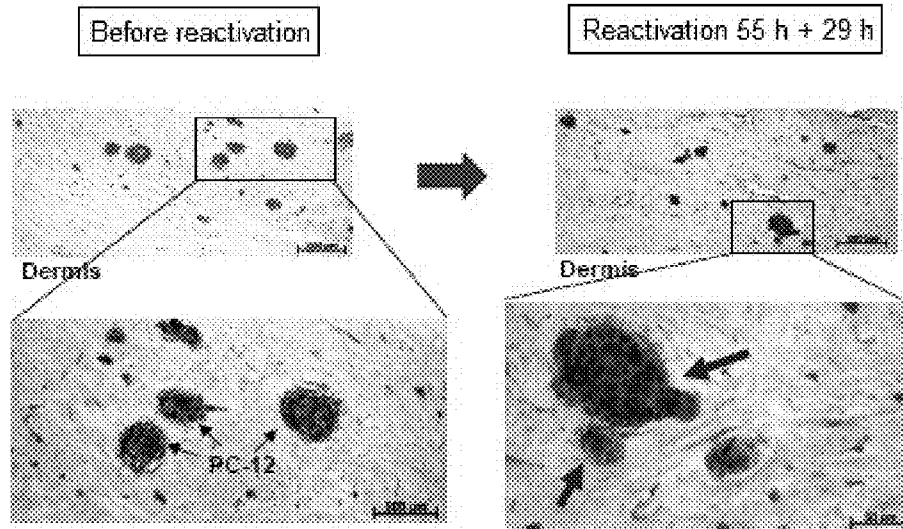 Before reactivation
Reactivation 55 h + 29 h
Dermis
Dermis
PC-12